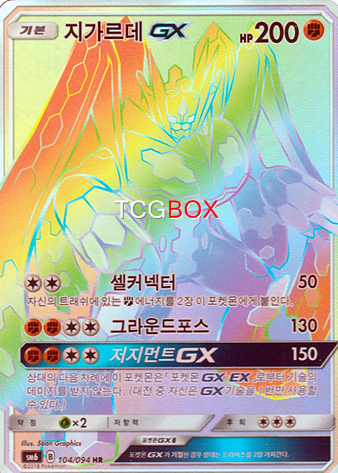 기본 지가르데 GX HP 200
TCGBOX
셀커넥터 50
자신의 트래쉬에 있는 에너지를 2장 이 포켓몬에게 붙인다.
그라운드포스 130
저지먼트GX 150
상대의 다음 차례에 이 포켓몬은 「포켓몬 GX·EX」로부터 기술의
데미지를 받지 않는다. (대전 중 자신은 GX기술을 1번만 사용할
수 있다.)
약점 ×2 저항력 후퇴
Illus. 5ban Graphics
포켓몬GX룰
SM6 B 104/094 HR
포켓몬GX가 기절한 경우 상대는 프라이즈를 2장 가져간다.
©2018 Pokémon